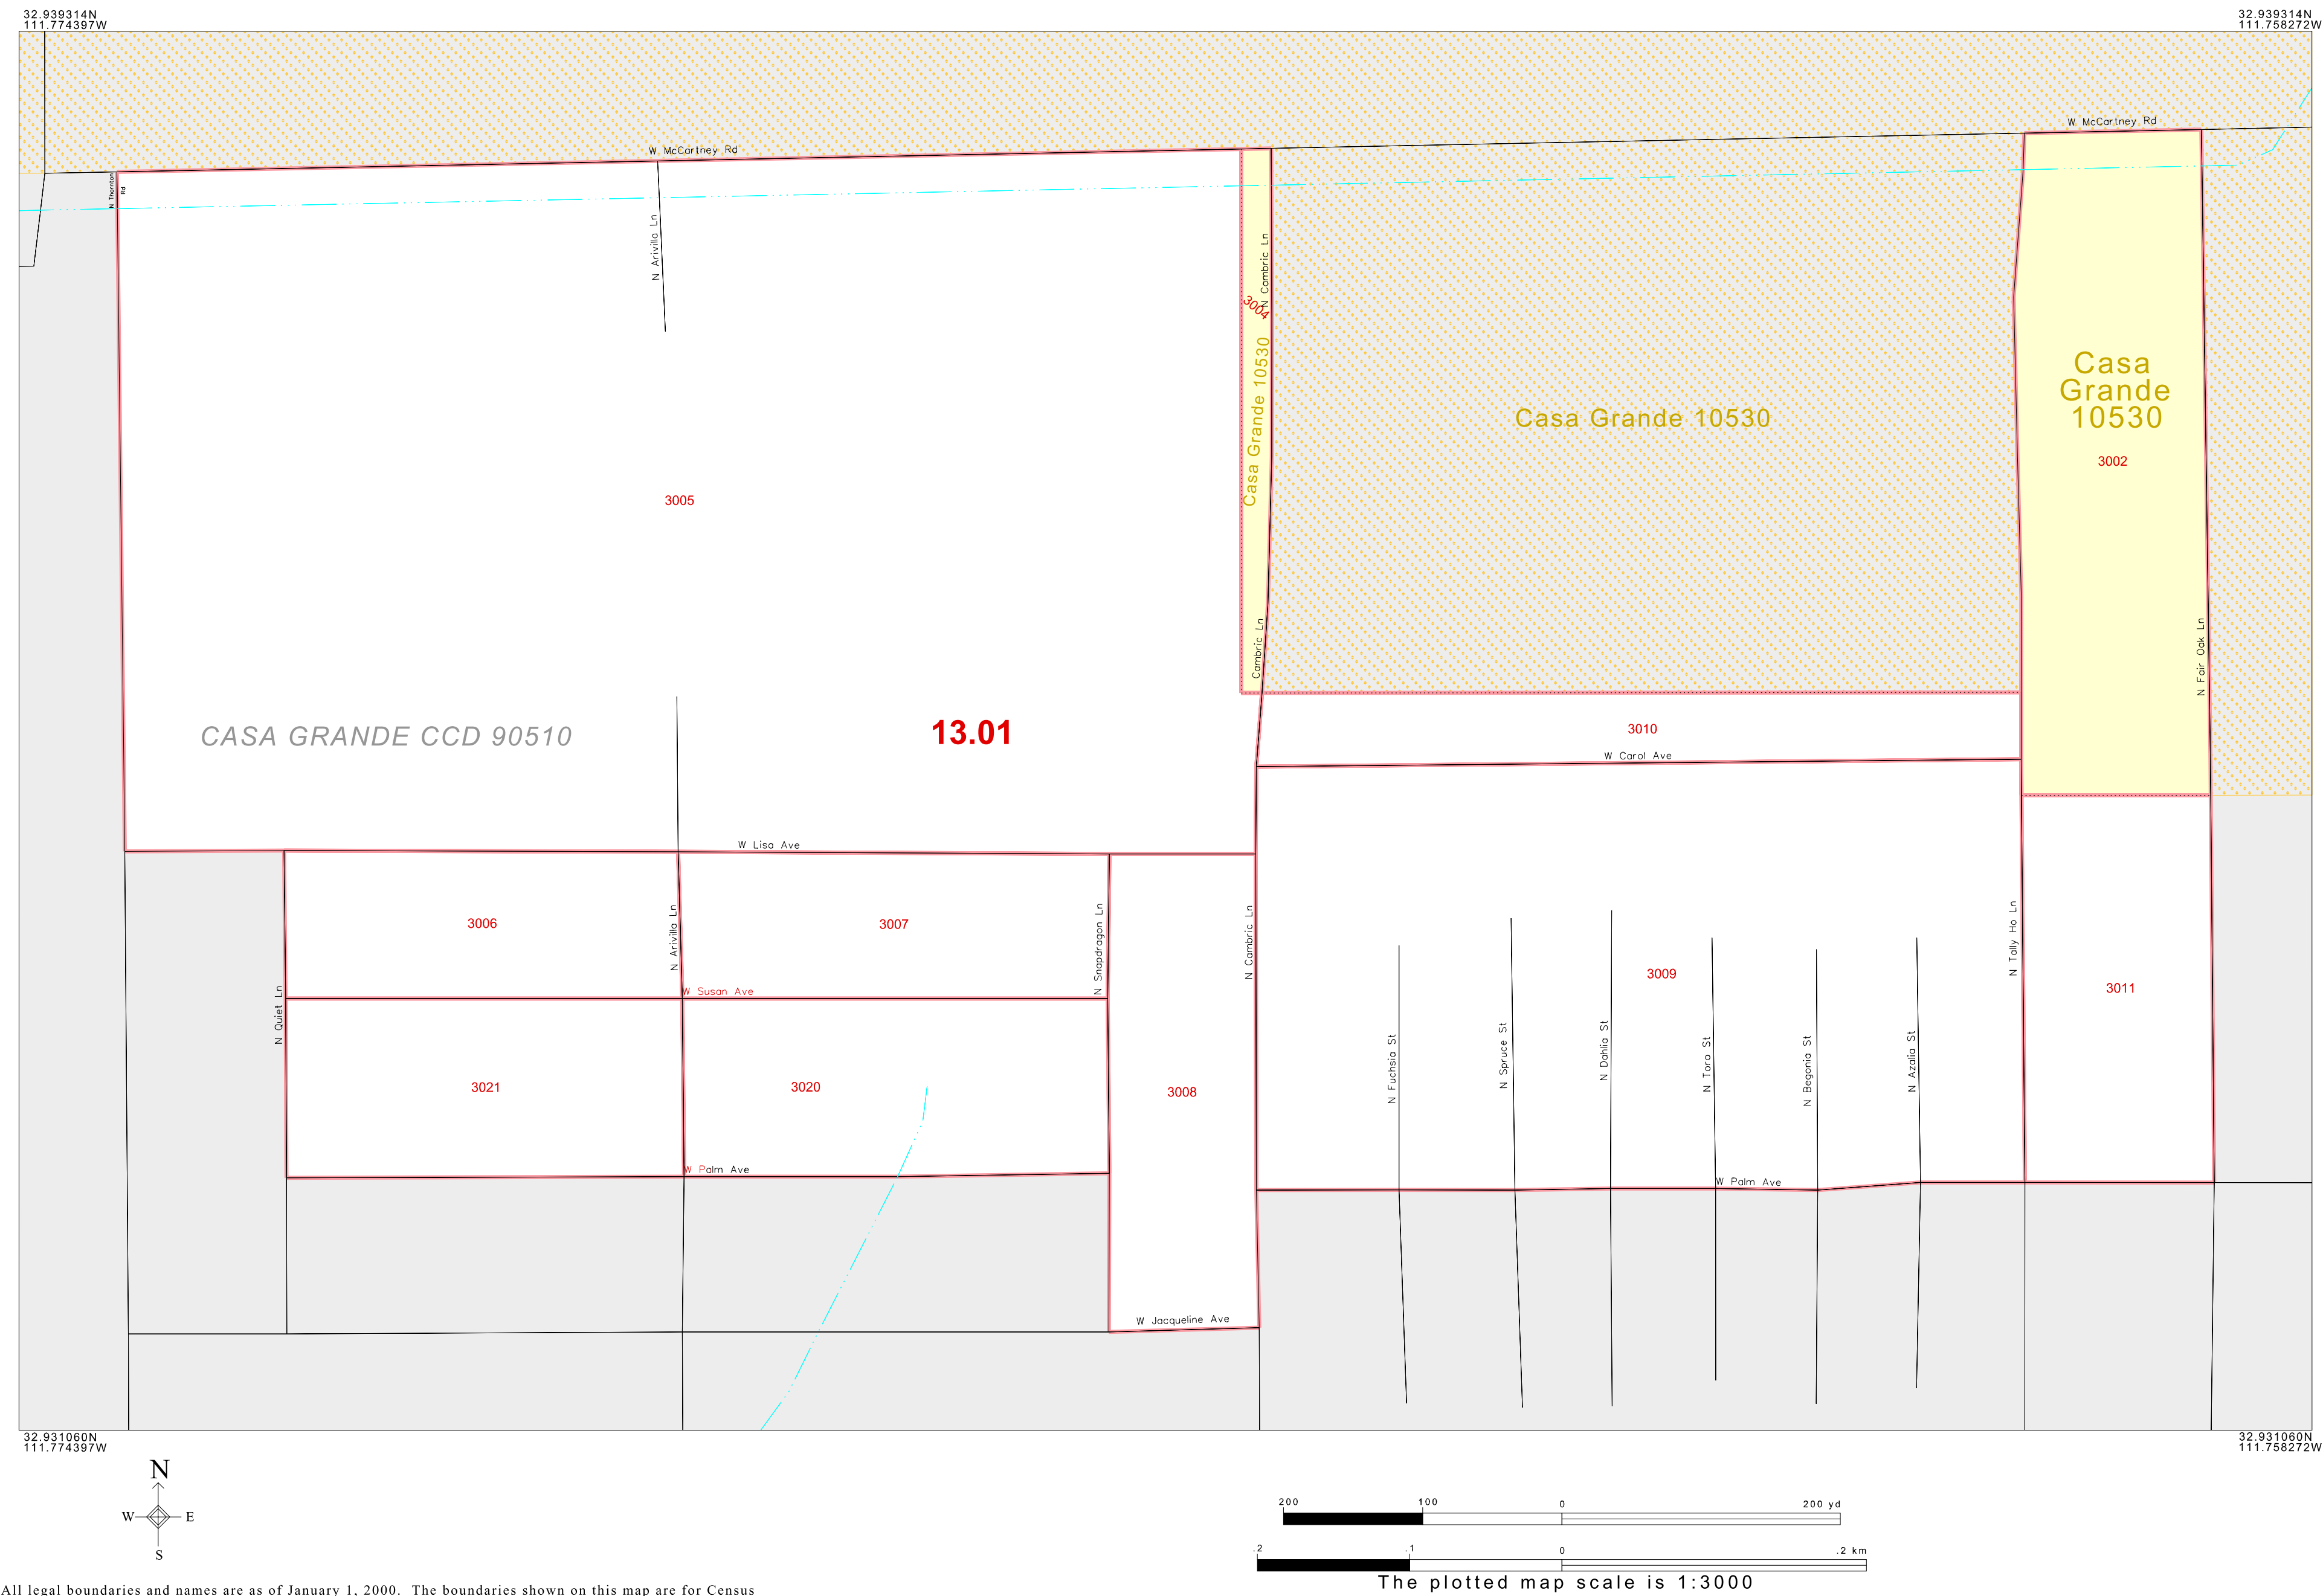 32.939314N
111.774397W
32.939314N
111.758272W
W McCartney Rd
W McCartney Rd
N Thornton
Rd
N Arivilla Ln
N Cambric Ln
3004
Casa Grande 10530
Casa Grande 10530
Casa
Grande
10530
3002
3005
Cambric Ln
N Fair Oak Ln
CASA GRANDE CCD 90510
13.01
3010
W Carol Ave
W Lisa Ave
3006
N Arivilla Ln
3007
N Snapdragon Ln
N Cambric Ln
3009
N Tally Ho Ln
3011
W Susan Ave
N Quiet Ln
3021
3020
3008
N Fuchsia St
N Spruce St
N Dahlia St
N Toro St
N Begonia St
N Azalia St
W Palm Ave
W Palm Ave
W Jacqueline Ave
32.931060N
111.774397W
32.931060N
111.758272W
N
W
E
S
200
100
0
200 yd
.2
.1
0
.2 km
The plotted map scale is 1:3000
All legal boundaries and names are as of January 1, 2000. The boundaries shown on this map are for Census